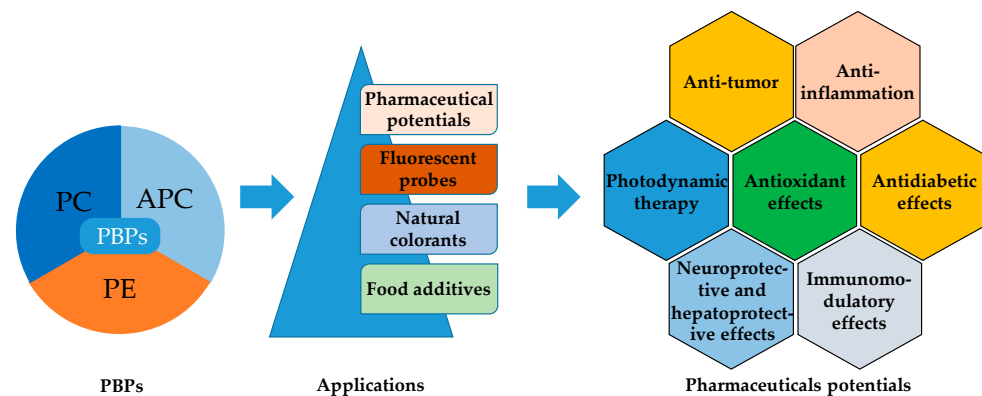 PC
APC
PBPs
PE
PBPs
Pharmaceutical
potentials
Fluorescent
probes
Natural
colorants
Food additives
Applications
Anti-tumor
Anti-
inflammation
Photodynamic
therapy
Antioxidant
effects
Antidiabetic
effects
Neuroprotec-
tive and
hepatoprotect-
ive effects
Immunomo-
dulatory
effects
Pharmaceuticals potentials